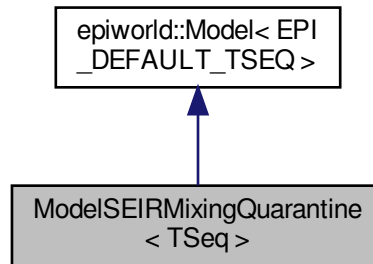 epiworld::Model< EPI
_DEFAULT_TSEQ >
ModelSEIRMixingQuarantine
< TSeq >